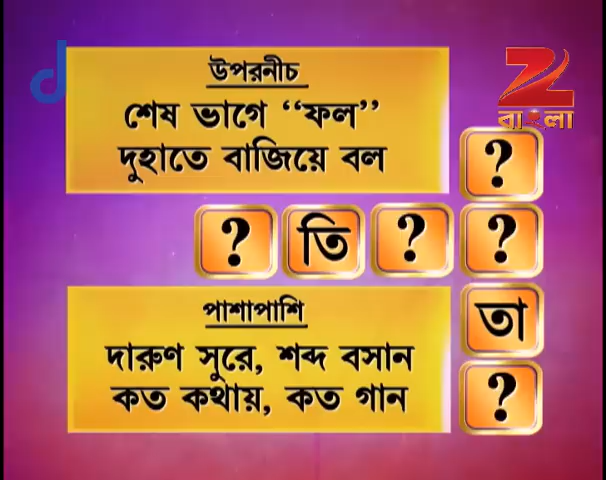 উপরনীচ
শেষ ভাগে “ফল”
দুহাতে বাজিয়ে বল
বাংলা
?
? তি ? ?
পাশাপাশি
দারুণ সুরে, শব্দ বসান
কত কথায়, কত গান
তা
?